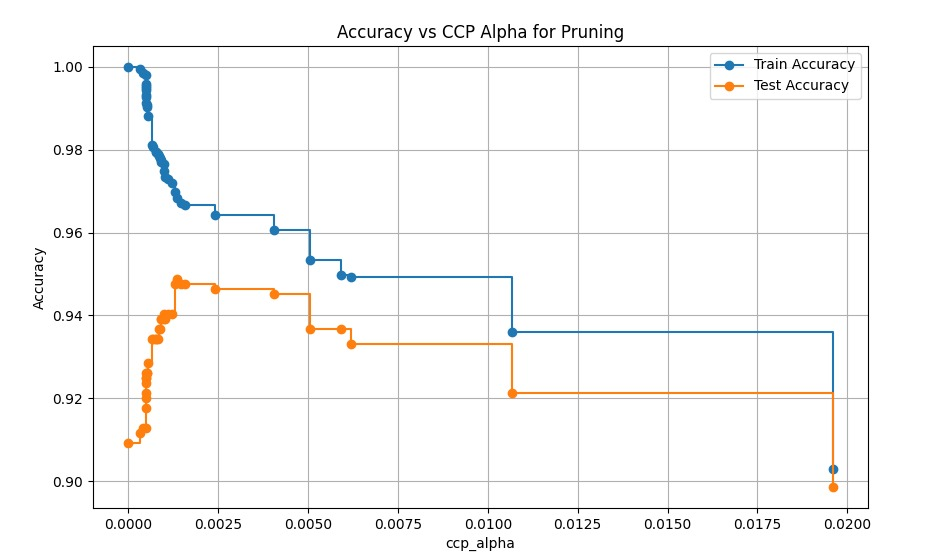 Accuracy vs CCP Alpha for Pruning
Train Accuracy
Test Accuracy
1.00
0.98
0.96
0.94
0.92
0.90
Accuracy
0.0000 0.0025 0.0050 0.0075 0.0100 0.0125 0.0150 0.0175 0.0200
ccp_alpha